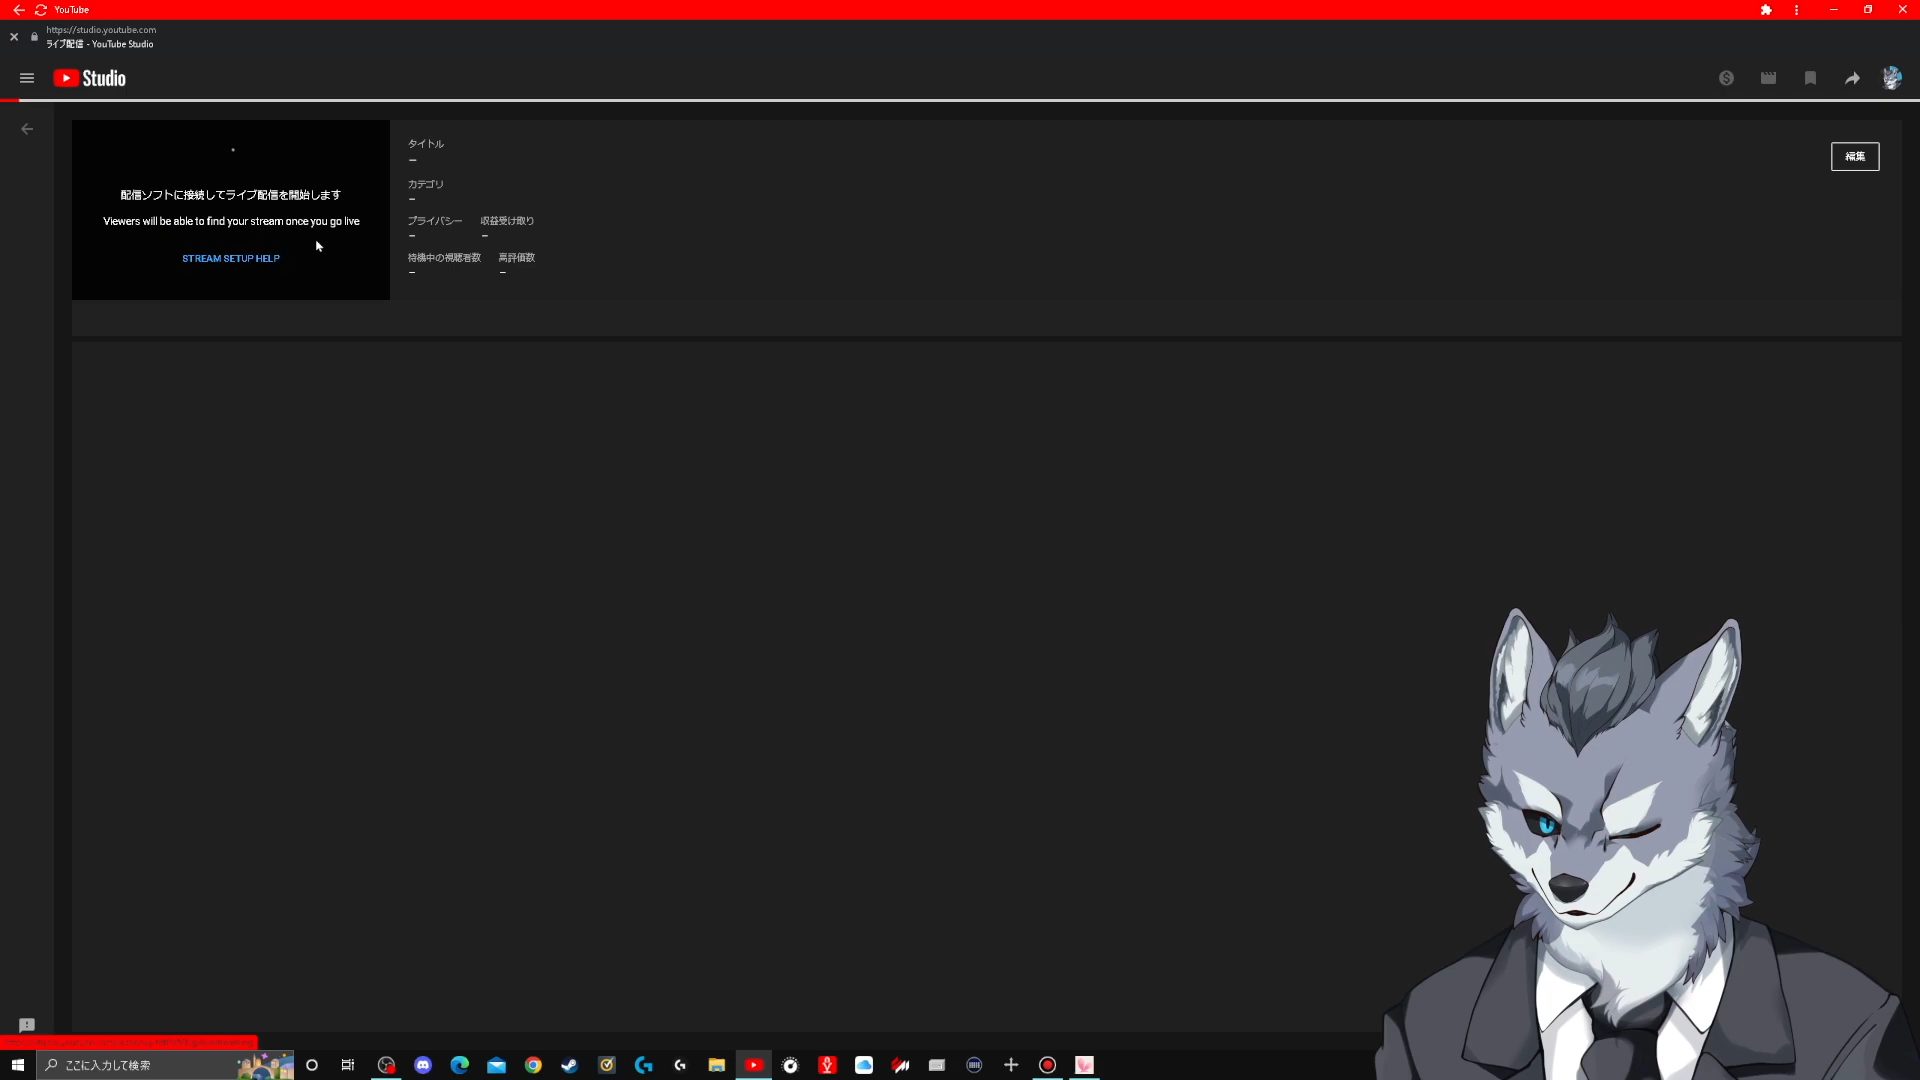 YouTube
https://studio.youtube.com
ライブ配信 - YouTube Studio
Studio
配信ソフトに接続してライブ配信を開始します
Viewers will be able to find your stream once you go live
STREAM SETUP HELP
タイトル
–
カテゴリ
–
プライバシー 収益受け取り
– –
待機中の視聴者数 高評価数
– –
編集
ここに入力して検索